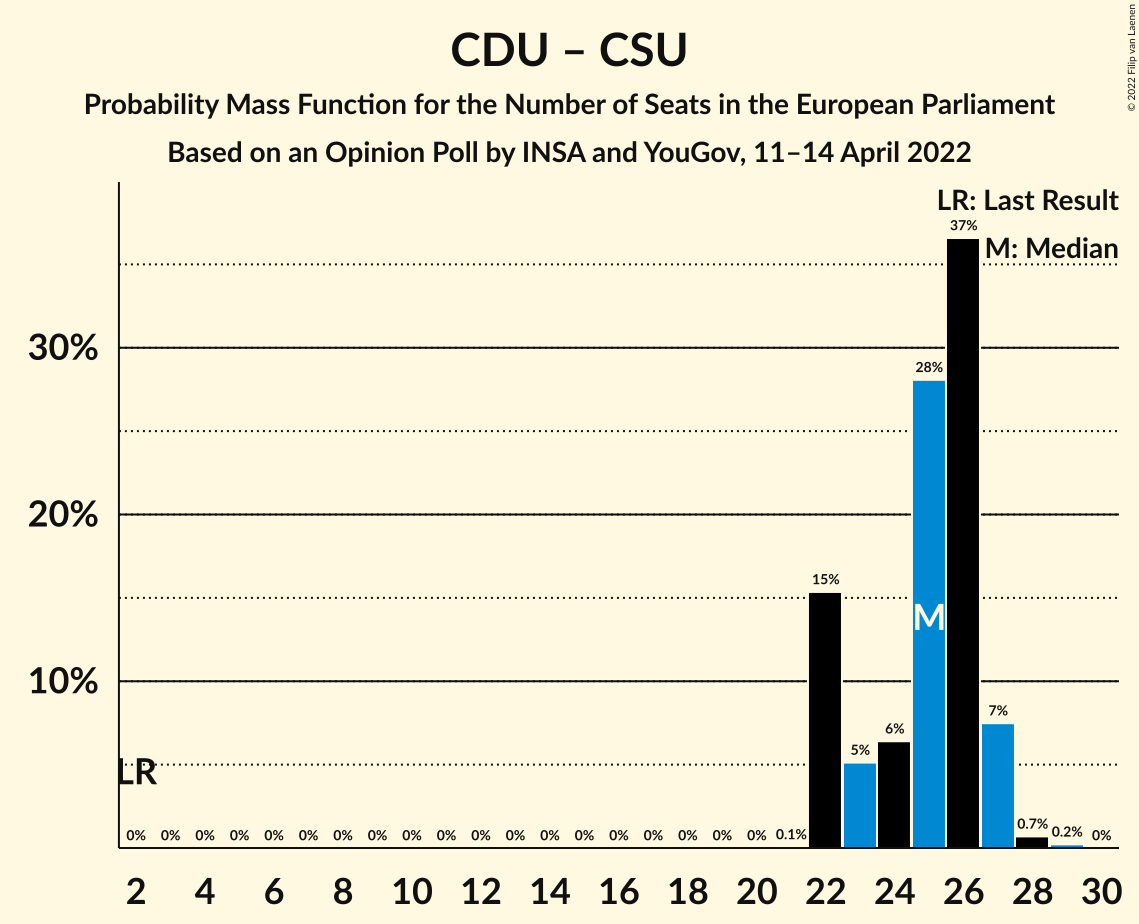 CDU – CSU
Probability Mass Function for the Number of Seats in the European Parliament
Based on an Opinion Poll by INSA and YouGov, 11–14 April 2022
© 2022 Filip van Laenen
LR: Last Result
M: Median
37%
30%
28%
20%
15%
M
10%
7%
6%
5%
LR
0% 0% 0% 0% 0% 0% 0% 0% 0% 0% 0% 0% 0% 0% 0% 0% 0% 0% 0% 0.1% 0.7% 0.2% 0%
2 4 6 8 10 12 14 16 18 20 22 24 26 28 30